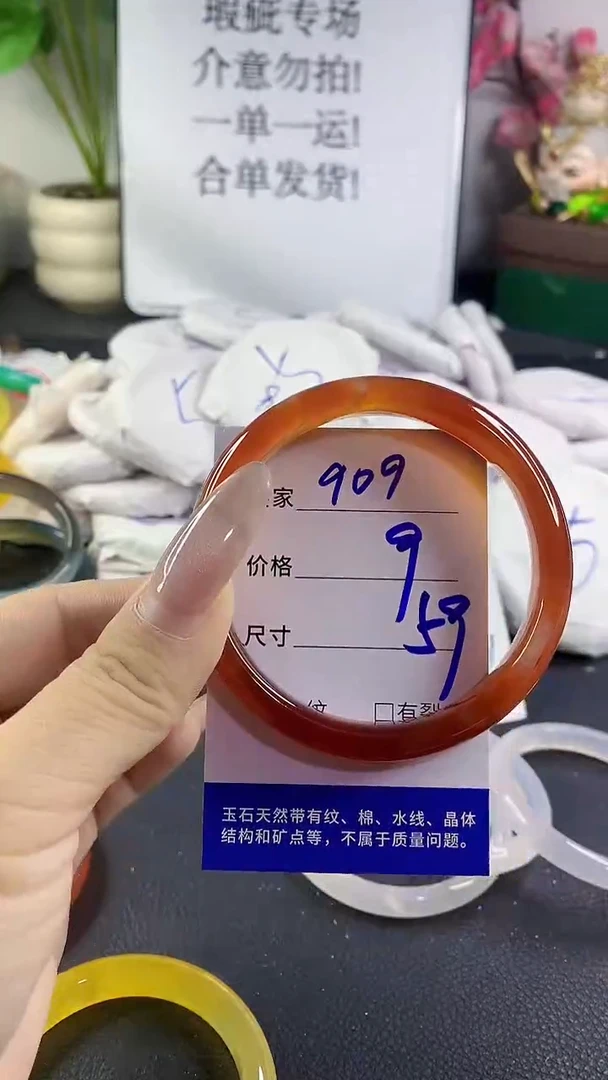 瑕疵专场
介意勿拍!
一单一运!
合单发货!
家 909
价格 9
尺寸 59
纹 有裂
玉石天然带有纹、棉、水线、晶体
结构和矿点等，不属于质量问题。